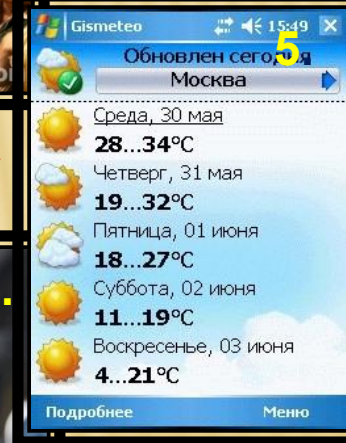 Gismeteo 15:49
5
Обновлен сегодня
Москва
Среда, 30 мая
28...34°C
Четверг, 31 мая
19...32°C
Пятница, 01 июня
18...27°C
Суббота, 02 июня
11...19°C
Воскресенье, 03 июня
4...21°C
Подробнее Меню